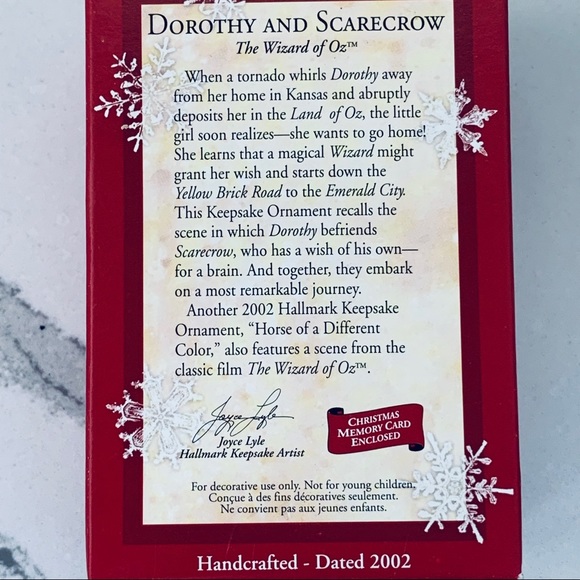 DOROTHY AND SCARECROW
The Wizard of Oz™
When a tornado whirls Dorothy away
from her home in Kansas and abruptly
deposits her in the Land of Oz, the little
girl soon realizes—she wants to go home!
She learns that a magical Wizard might
grant her wish and starts down the
Yellow Brick Road to the Emerald City.
This Keepsake Ornament recalls the
scene in which Dorothy befriends
Scarecrow, who has a wish of his own—
for a brain. And together, they embark
on a most remarkable journey.
Another 2002 Hallmark Keepsake
Ornament, “Horse of a Different
Color,” also features a scene from the
classic film The Wizard of Oz™.
Joyce Lyle
Joyce Lyle
Hallmark Keepsake Artist
CHRISTMAS
MEMORY CARD
ENCLOSED
For decorative use only. Not for young children.
Conçue à des fins décoratives seulement.
Ne convient pas aux jeunes enfants.
Handcrafted - Dated 2002